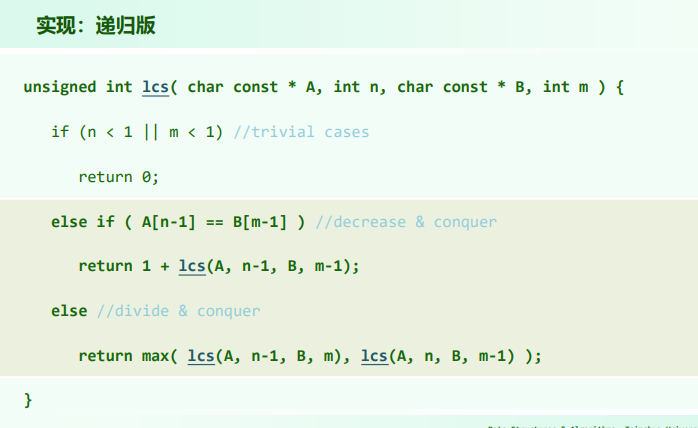 实现：递归版
unsigned int lcs( char const * A, int n, char const * B, int m ) {
if (n < 1 || m < 1) //trivial cases
return 0;
else if ( A[n-1] == B[m-1] ) //decrease & conquer
return 1 + lcs(A, n-1, B, m-1);
else //divide & conquer
return max( lcs(A, n-1, B, m), lcs(A, n, B, m-1) );
}